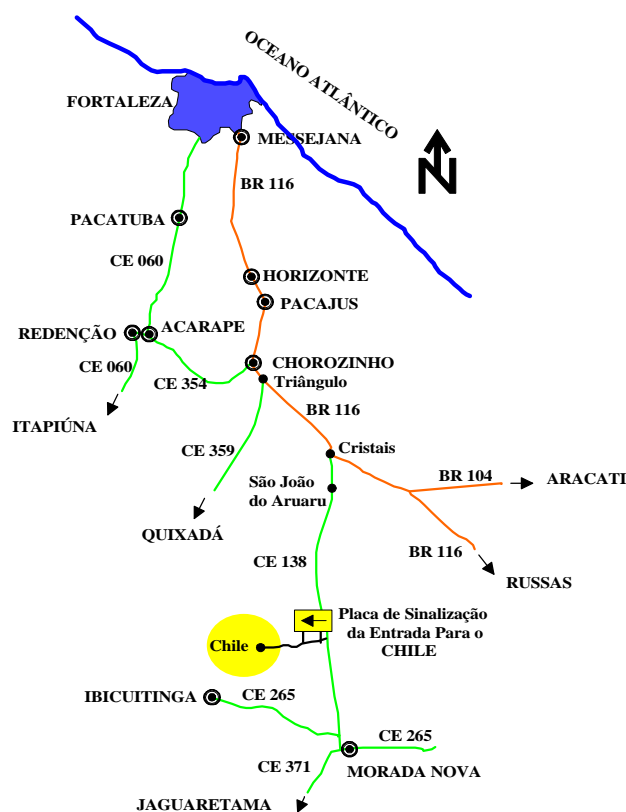 OCEANO ATLÂNTICO
FORTALEZA
MESSEJANA
N
BR 116
PACATUBA
CE 060
HORIZONTE
PACAJUS
REDENÇÃO
ACARAPE
CE 060
CHOROZINHO
CE 354
Triângulo
ITAPIÚNA
BR 116
CE 359
Cristais
BR 104
ARACATI
São João
do Aruaru
QUIXADÁ
BR 116
CE 138
RUSSAS
Placa de Sinalização
da Entrada Para o
CHILE
Chile
IBICUITINGA
CE 265
CE 265
CE 371
MORADA NOVA
JAGUARETAMA